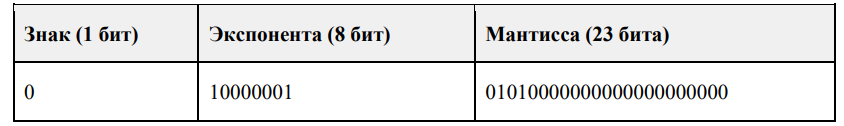 Знак (1 бит) Экспонента (8 бит) Мантисса (23 бита)
0 10000001 01010000000000000000000